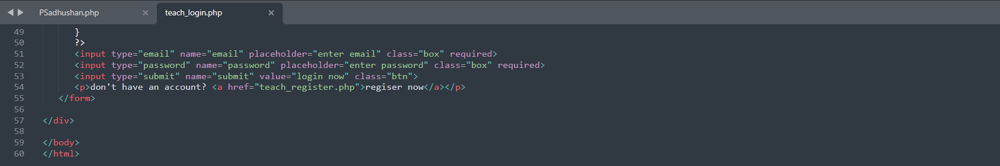 PSadhushan.php × teach_login.php ×
49 }
50 ?>
51 <input type="email" name="email" placeholder="enter email" class="box" required>
52 <input type="password" name="password" placeholder="enter password" class="box" required>
53 <input type="submit" name="submit" value="login now" class="btn">
54 <p>don't have an account? <a href="teach_register.php">regiser now</a></p>
55 </form>
56
57 </div>
58
59 </body>
60 </html>